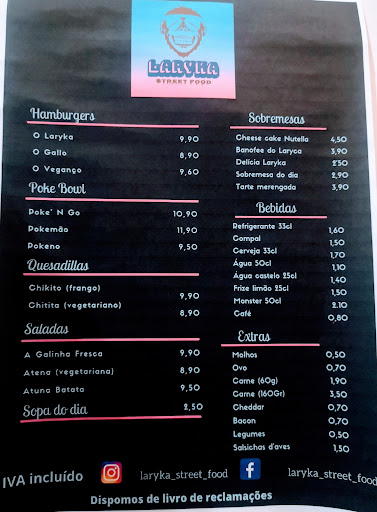 LARYKA
STREET FOOD
Hamburgers
O Laryka 9,90
O Gallo 8,90
O Veganço 9,60
Poke Bowl
Poke' N Go 10,90
Pokemão 11,90
Pokeno 9,50
Quesadillas
Chikito (frango) 9,90
Chitita (vegetariano) 8,90
Saladas
A Galinha Fresca 9,90
Atena (vegetariana) 8,90
Atuna Batata 9,50
Sopa do dia 2,50
Sobremesas
Cheese cake Nutella 4,50
Banofee do Laryca 3,90
Delícia Laryka 2'50
Sobremesa do dia 2,90
Tarte merengada 3,90
Bebidas
Refrigerante 33cl 1,60
Compal 1,50
Cerveja 33cl 1,70
Água 50cl 1,10
Água castelo 25cl 1,40
Frize limão 25cl 1,50
Monster 50cl 2.10
Café 0,80
Extras
Molhos 0,50
Ovo 0,70
Carne (60g) 1,90
Carne (160Gr) 3,50
Cheddar 0,70
Bacon 0,70
Legumes 0,50
Salsichas d'aves 1,50
IVA incluído laryka_street_food laryka_street_food
Dispomos de livro de reclamações